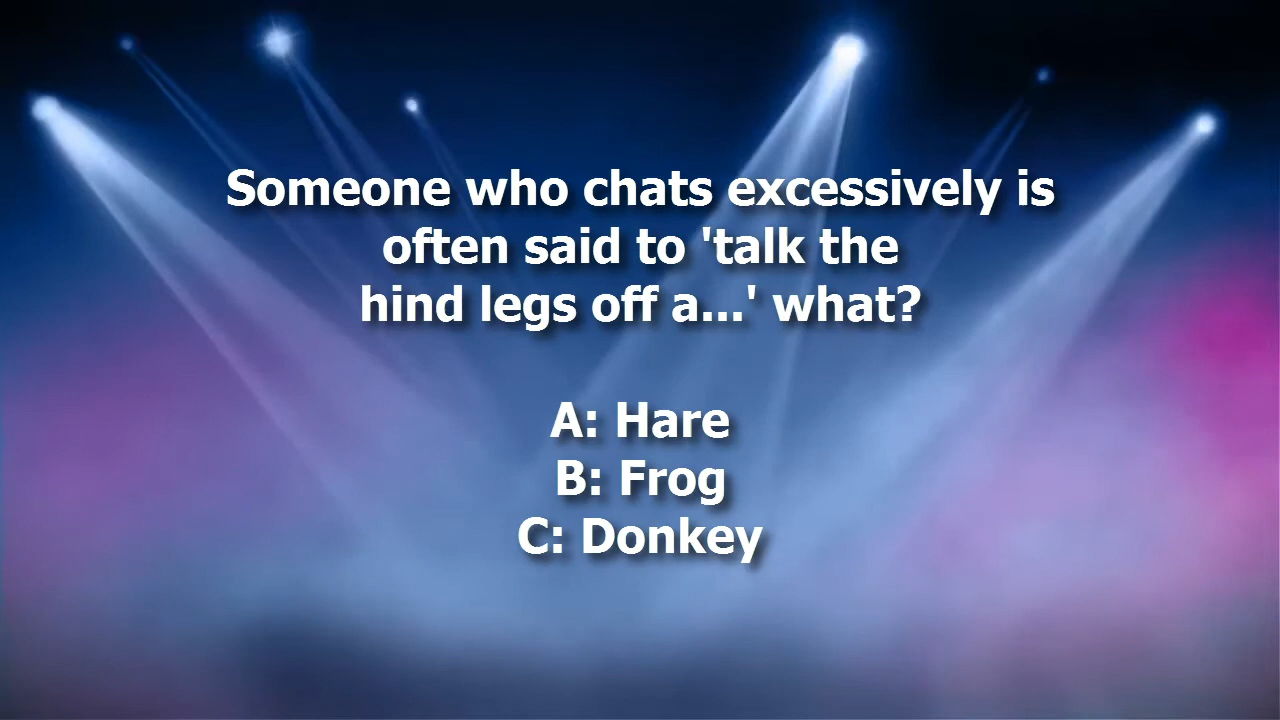 Someone who chats excessively is
often said to 'talk the
hind legs off a...' what?
A: Hare
B: Frog
C: Donkey